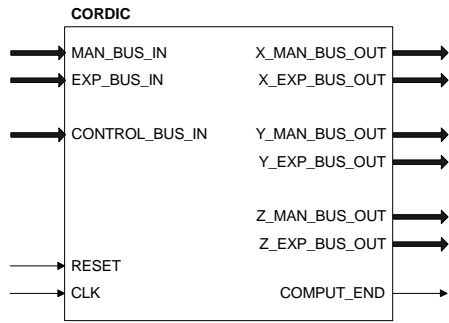 CORDIC
MAN_BUS_IN X_MAN_BUS_OUT
EXP_BUS_IN X_EXP_BUS_OUT
CONTROL_BUS_IN Y_MAN_BUS_OUT
Y_EXP_BUS_OUT
Z_MAN_BUS_OUT
Z_EXP_BUS_OUT
RESET
CLK COMPUT_END